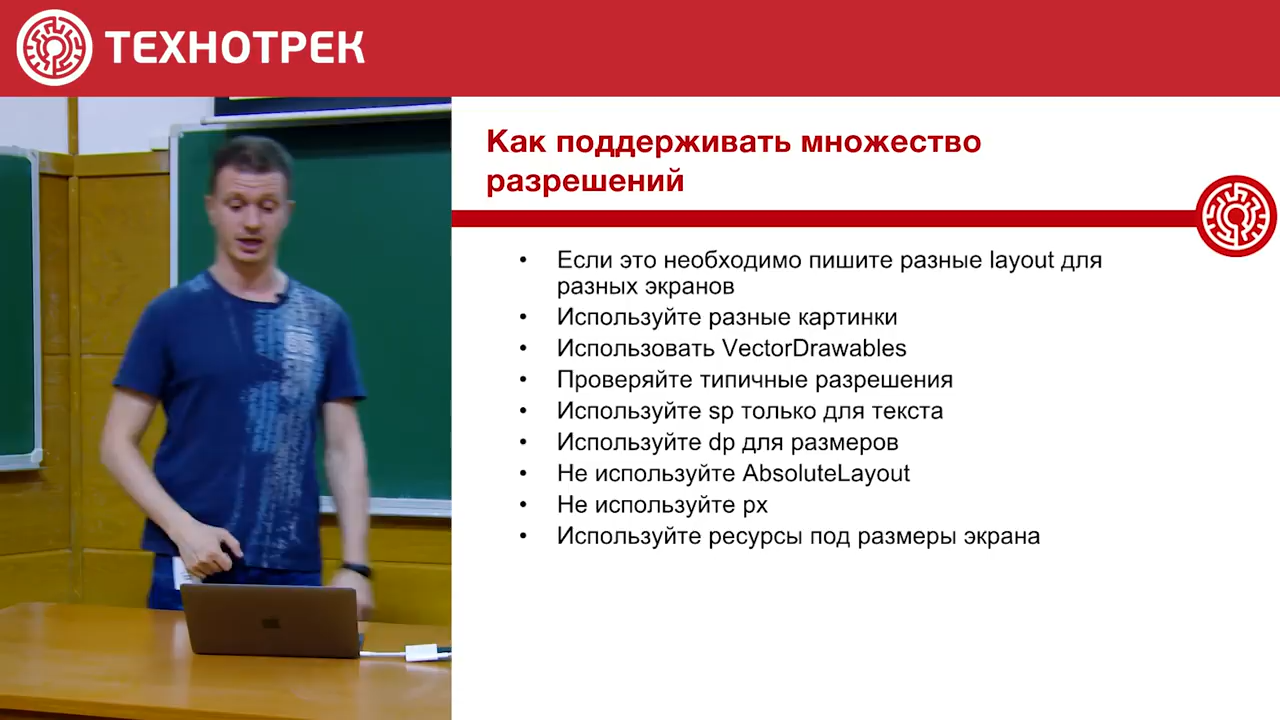 ТЕХНОТРЕК
Как поддерживать множество
разрешений
• Если это необходимо пишите разные layout для
разных экранов
• Используйте разные картинки
• Использовать VectorDrawables
• Проверяйте типичные разрешения
• Используйте sp только для текста
• Используйте dp для размеров
• Не используйте AbsoluteLayout
• Не используйте px
• Используйте ресурсы под размеры экрана